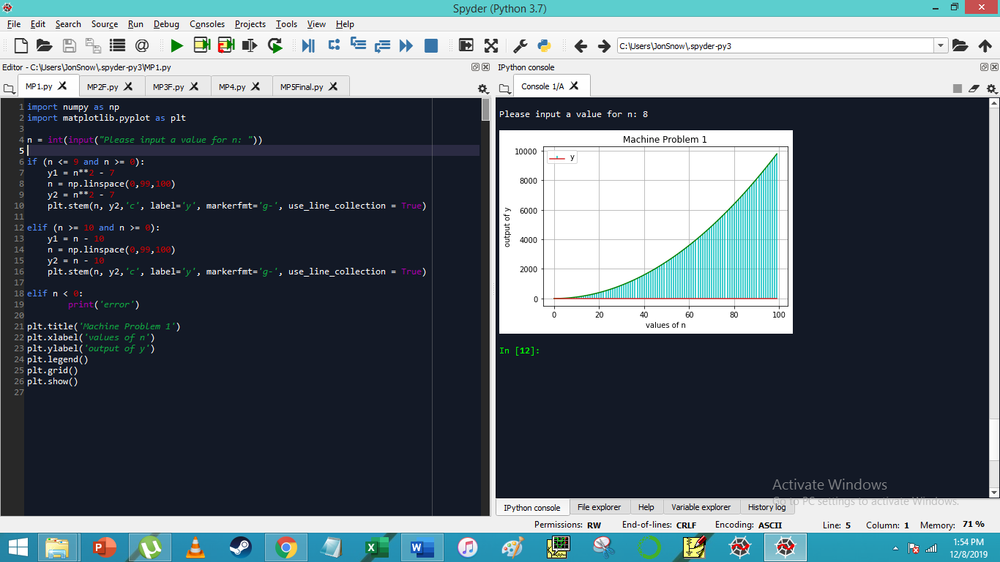 Spyder (Python 3.7)
File Edit Search Source Run Debug Consoles Projects Tools View Help
C:\Users\JonSnow\.spyder-py3
Editor - C:\Users\JonSnow\.spyder-py3\MP1.py
MP1.py MP2F.py MP3F.py MP4.py MP5Final.py
1 import numpy as np
2 import matplotlib.pyplot as plt
3
4 n = int(input("Please input a value for n: "))
5
6 if (n <= 9 and n >= 0):
7     y1 = n**2 - 7
8     n = np.linspace(0,99,100)
9     y2 = n**2 - 7
10     plt.stem(n, y2,'c', label='y', markerfmt='g-', use_line_collection = True)
11
12 elif (n >= 10 and n >= 0):
13     y1 = n - 10
14     n = np.linspace(0,99,100)
15     y2 = n - 10
16     plt.stem(n, y2,'c', label='y', markerfmt='g-', use_line_collection = True)
17
18 elif n < 0:
19         print('error')
20
21 plt.title('Machine Problem 1')
22 plt.xlabel('values of n')
23 plt.ylabel('output of y')
24 plt.legend()
25 plt.grid()
26 plt.show()
27
IPython console
Console 1/A
Please input a value for n: 8
Machine Problem 1
y
10000
8000
6000
4000
2000
0
output of y
0 20 40 60 80 100
values of n
In [12]:
Activate Windows
Go to PC settings to activate Windows.
IPython console File explorer Help Variable explorer History log
Permissions: RW End-of-lines: CRLF Encoding: ASCII Line: 5 Column: 1 Memory: 71 %
1:54 PM
12/8/2019